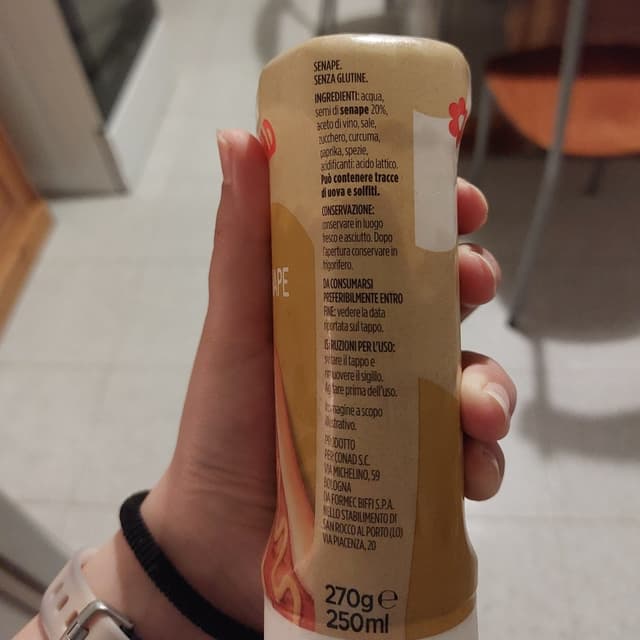 SENAPE.
SENZA GLUTINE.
INGREDIENTI: acqua,
semi di senape 20%,
aceto di vino, sale,
zucchero, curcuma,
paprika, spezie,
acidificanti: acido lattico.
Può contenere tracce
di uova e solfiti.
CONSERVAZIONE:
conservare in luogo
fresco e asciutto. Dopo
l'apertura conservare in
frigorifero.
DA CONSUMARSI
PREFERIBILMENTE ENTRO
FINE: vedere la data
riportata sul tappo.
ISTRUZIONI PER L'USO:
svitare il tappo e
rimuovere il sigillo.
Agitare prima dell'uso.
Immagine a scopo
illustrativo.
PRODOTTO
PER CONAD S.C.
VIA MICHELINO, 59
BOLOGNA
DA FORMEC BIFFI S.P.A.
NELLO STABILIMENTO DI
SAN ROCCO AL PORTO (LO)
VIA PIACENZA, 20
270g e
250ml
APE